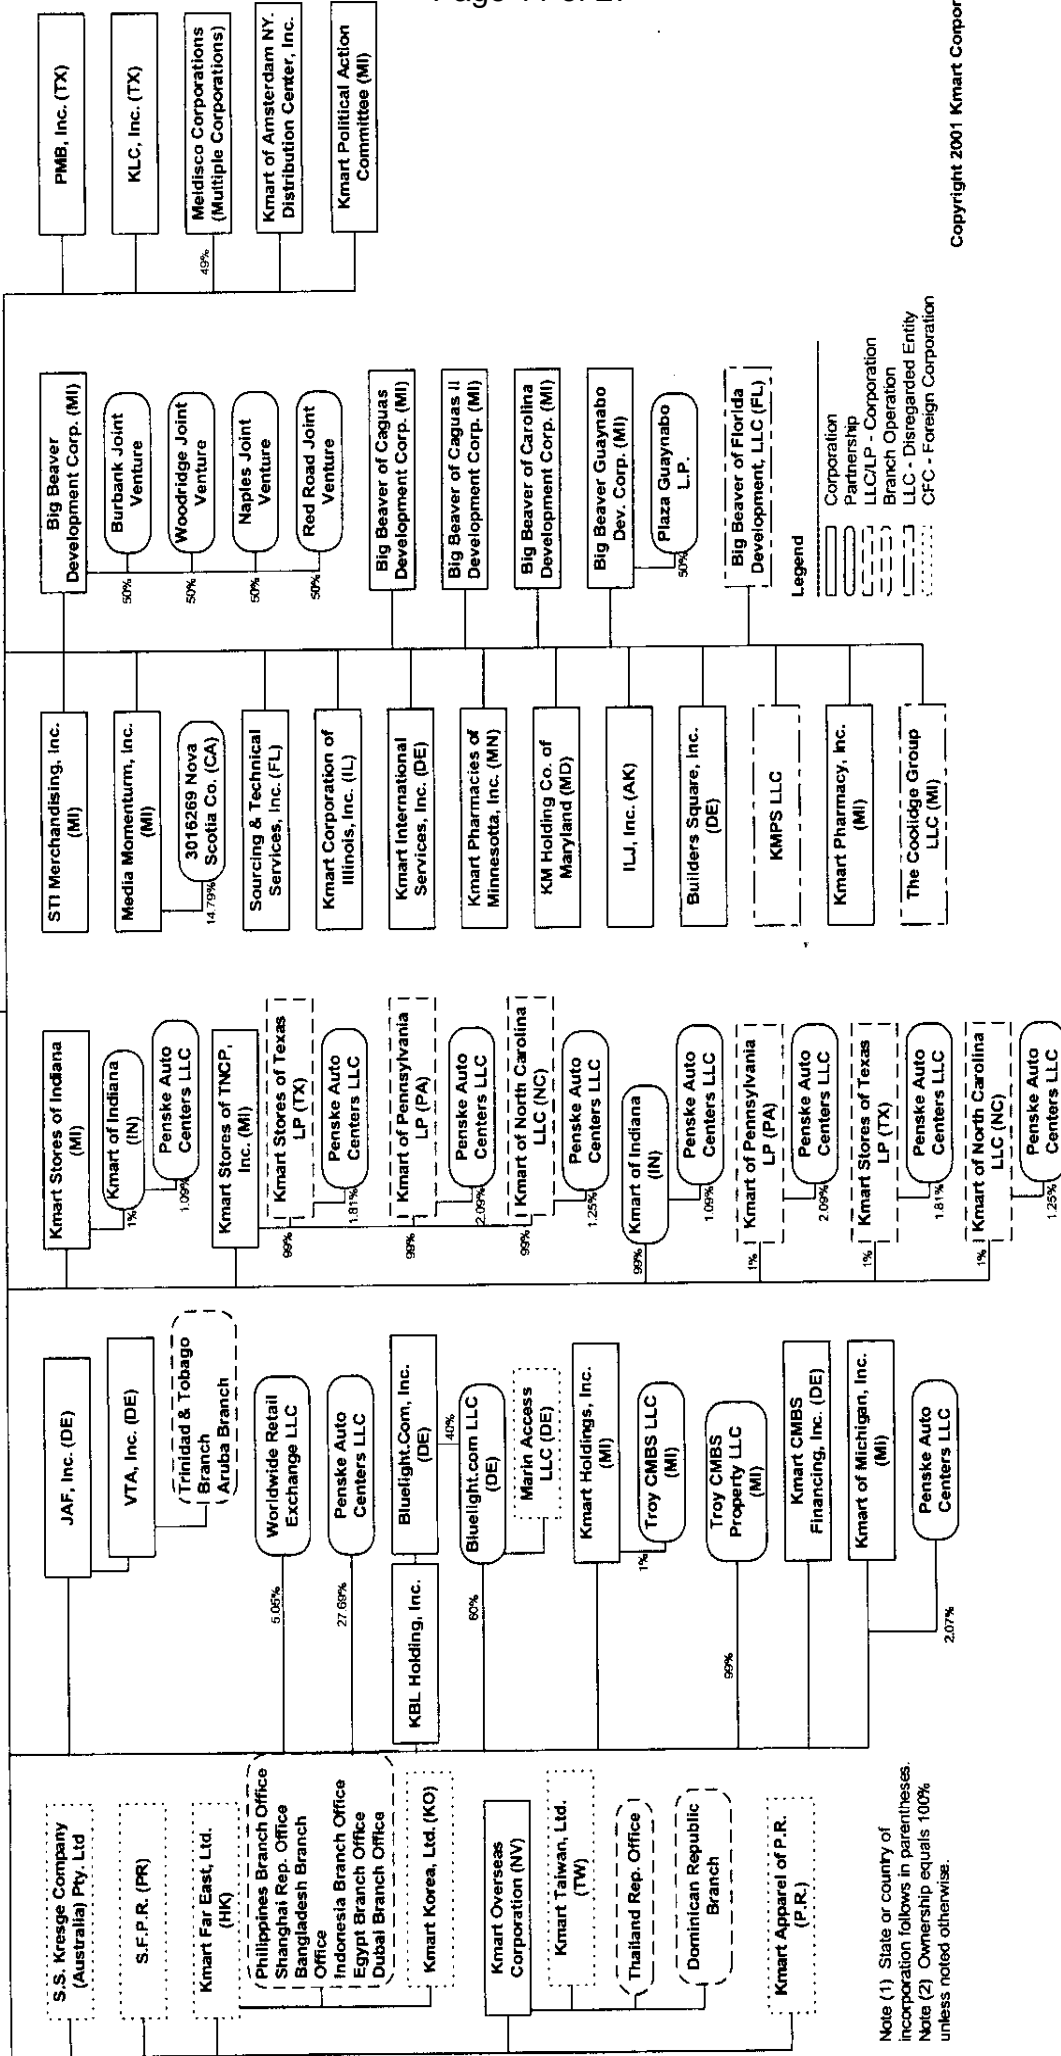 S.S. Kresge Company
(Australia) Pty. Ltd
S.F.P.R. (PR)
Kmart Far East, Ltd.
(HK)
Philippines Branch Office
Shanghai Rep. Office
Bangladesh Branch
Office
Indonesia Branch Office
Egypt Branch Office
Dubai Branch Office
Kmart Korea, Ltd. (KO)
Kmart Overseas
Corporation (NV)
Kmart Taiwan, Ltd.
(TW)
Thailand Rep. Office
Dominican Republic
Branch
Kmart Apparel of P.R.
(P.R.)
Note (1) State or country of
incorporation follows in parentheses.
Note (2) Ownership equals 100%
unless noted otherwise.
JAF, Inc. (DE)
VTA, Inc. (DE)
Trinidad & Tobago
Branch
Aruba Branch
5.05%
Worldwide Retail
Exchange LLC
27.69%
Penske Auto
Centers LLC
KBL Holding, Inc.
Bluelight.Com, Inc.
(DE)
40%
60%
Bluelight.com LLC
(DE)
Marin Access
LLC (DE)
Kmart Holdings, Inc.
(MI)
1%
Troy CMBS LLC
(MI)
99%
Troy CMBS
Property LLC
(MI)
Kmart CMBS
Financing, Inc. (DE)
Kmart of Michigan, Inc.
(MI)
2.07%
Penske Auto
Centers LLC
Kmart Stores of Indiana
(MI)
1%
Kmart of Indiana
(IN)
1.09%
Penske Auto
Centers LLC
Kmart Stores of TNCP,
Inc. (MI)
99%
Kmart Stores of Texas
LP (TX)
1.81%
Penske Auto
Centers LLC
99%
Kmart of Pennsylvania
LP (PA)
2.09%
Penske Auto
Centers LLC
99%
Kmart of North Carolina
LLC (NC)
1.25%
Penske Auto
Centers LLC
99%
Kmart of Indiana
(IN)
1.09%
Penske Auto
Centers LLC
1%
Kmart of Pennsylvania
LP (PA)
2.09%
Penske Auto
Centers LLC
1%
Kmart Stores of Texas
LP (TX)
1.81%
Penske Auto
Centers LLC
1%
Kmart of North Carolina
LLC (NC)
1.25%
Penske Auto
Centers LLC
STI Merchandising, Inc.
(MI)
Media Momenturm, Inc.
(MI)
14.79%
3016269 Nova
Scotia Co. (CA)
Sourcing & Technical
Services, Inc. (FL)
Kmart Corporation of
Illinois, Inc. (IL)
Kmart International
Services, Inc. (DE)
Kmart Pharmacies of
Minnesotta, Inc. (MN)
KM Holding Co. of
Maryland (MD)
ILJ, Inc. (AK)
Builders Square, Inc.
(DE)
KMPS LLC
Kmart Pharmacy, Inc.
(MI)
The Coolidge Group
LLC (MI)
Big Beaver
Development Corp. (MI)
50%
Burbank Joint
Venture
50%
Woodridge Joint
Venture
50%
Naples Joint
Venture
50%
Red Road Joint
Venture
Big Beaver of Caguas
Development Corp. (MI)
Big Beaver of Caguas II
Development Corp. (MI)
Big Beaver of Carolina
Development Corp. (MI)
Big Beaver Guaynabo
Dev. Corp. (MI)
50%
Plaza Guaynabo
L.P.
Big Beaver of Florida
Development, LLC (FL)
Legend
Corporation
Partnership
LLC/LP - Corporation
Branch Operation
LLC - Disregarded Entity
CFC - Foreign Corporation
PMB, Inc. (TX)
KLC, Inc. (TX)
49%
Meldisco Corporations
(Multiple Corporations)
Kmart of Amsterdam NY.
Distribution Center, Inc.
Kmart Political Action
Committee (MI)
Copyright 2001 Kmart Corpor